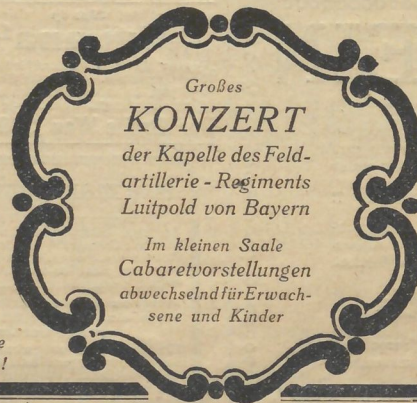 Großes
KONZERT
der Kapelle des Feld-
artillerie - Regiments
Luitpold von Bayern
Im kleinen Saale
Cabaretvorstellungen
abwechselnd für Erwach-
sene und Kinder
e
!